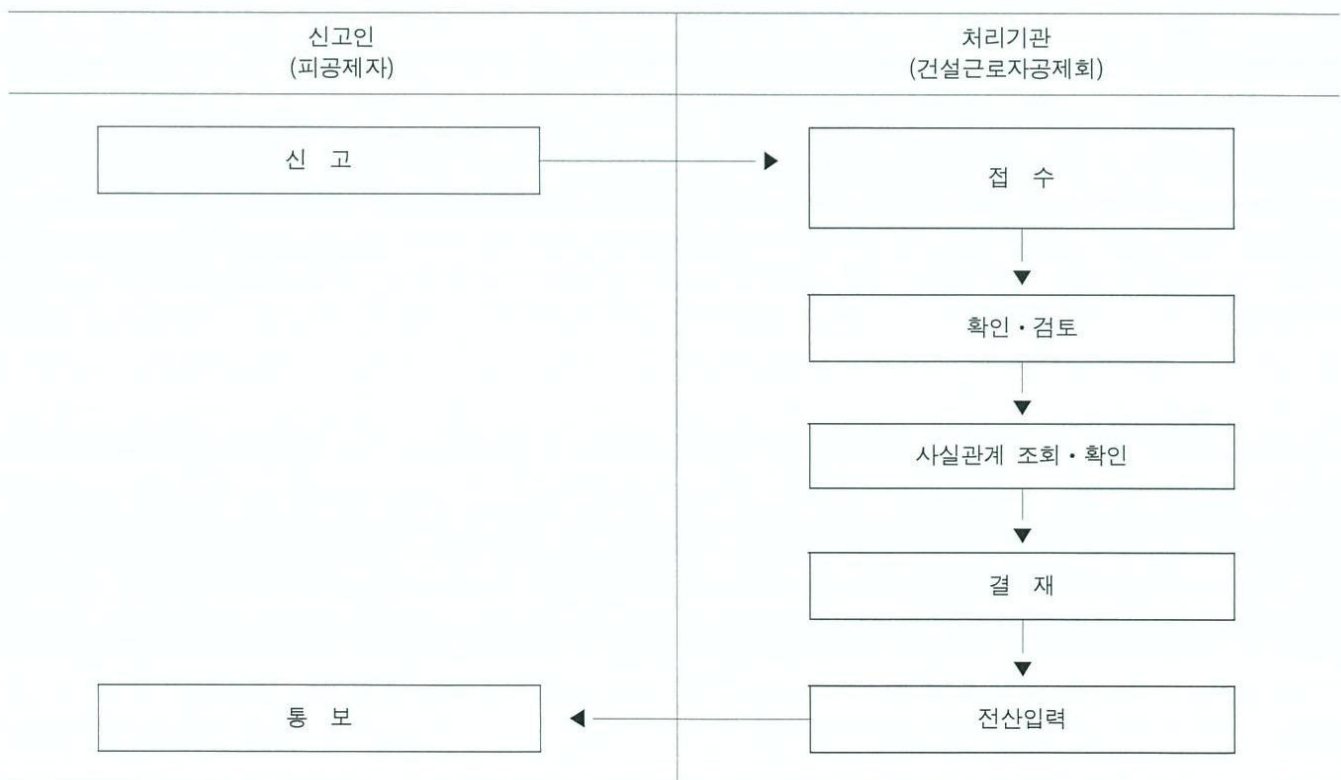 신고인
(피공제자)
처리기관
(건설근로자공제회)
신 고
접 수
확인·검토
사실관계 조회·확인
결 재
통 보
전산입력